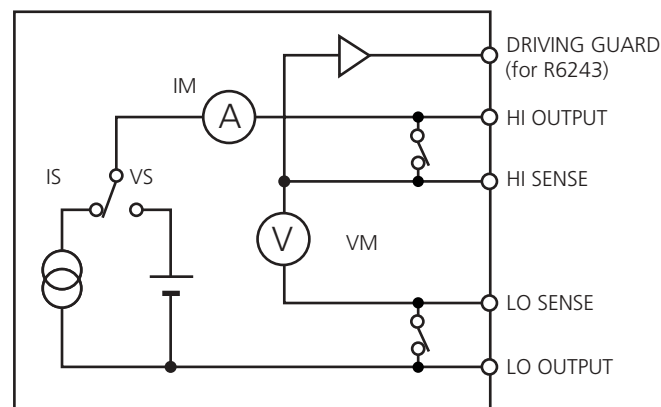 DRIVING GUARD
(for R6243)
IM
A
HI OUTPUT
IS
VS
HI SENSE
V
VM
LO SENSE
LO OUTPUT